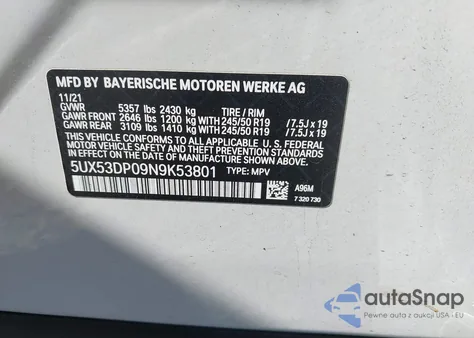 MFD BY BAYERISCHE MOTOREN WERKE AG
11/21
GVWR 5357 lbs 2430 kg TIRE / RIM
GAWR FRONT 2646 lbs 1200 kg WITH 245/50 R19 /7.5J x 19
GAWR REAR 3109 lbs 1410 kg WITH 245/50 R19 /7.5J x 19
THIS VEHICLE CONFORMS TO ALL APPLICABLE U. S. FEDERAL
MOTOR VEHICLE SAFETY AND THEFT PREVENTION STANDARDS
IN EFFECT ON THE DATE OF MANUFACTURE SHOWN ABOVE.
5UX53DP09N9K53801 TYPE: MPV
A96M
7 320 730
autaSnap
Pewne auta z aukcji USA i EU